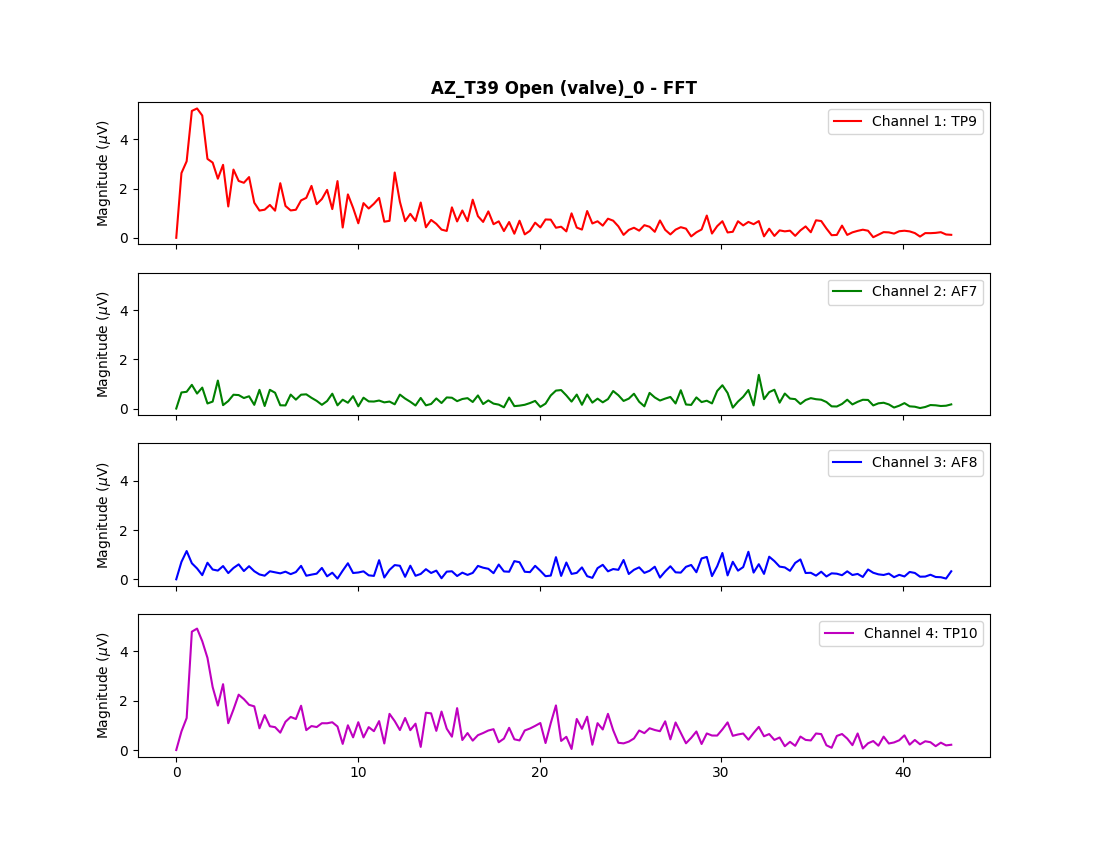 AZ_T39 Open (valve)_0 - FFT
Channel 1: TP9
Magnitude (µV)
4
2
0
Channel 2: AF7
Magnitude (µV)
4
2
0
Channel 3: AF8
Magnitude (µV)
4
2
0
Channel 4: TP10
Magnitude (µV)
4
2
0
0 10 20 30 40